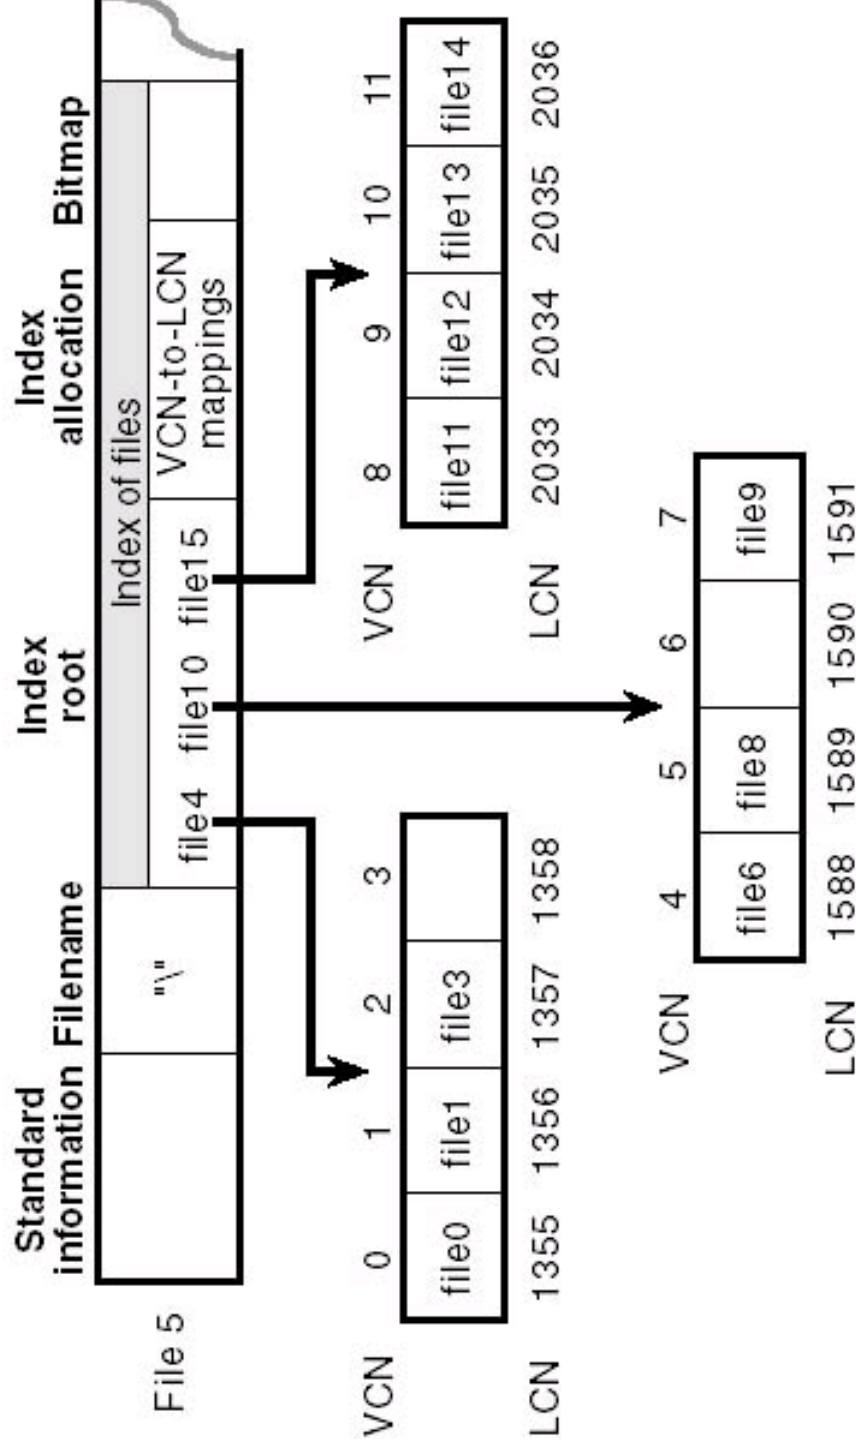 Standard
information
Filename
Index
root
Index
allocation
Bitmap
File 5
"\"
Index of files
file4 file10 file15
VCN-to-LCN
mappings
VCN 0 1 2 3
file0 file1 file3
LCN 1355 1356 1357 1358
VCN 8 9 10 11
file11 file12 file13 file14
LCN 2033 2034 2035 2036
VCN 4 5 6 7
file6 file8 file9
LCN 1588 1589 1590 1591